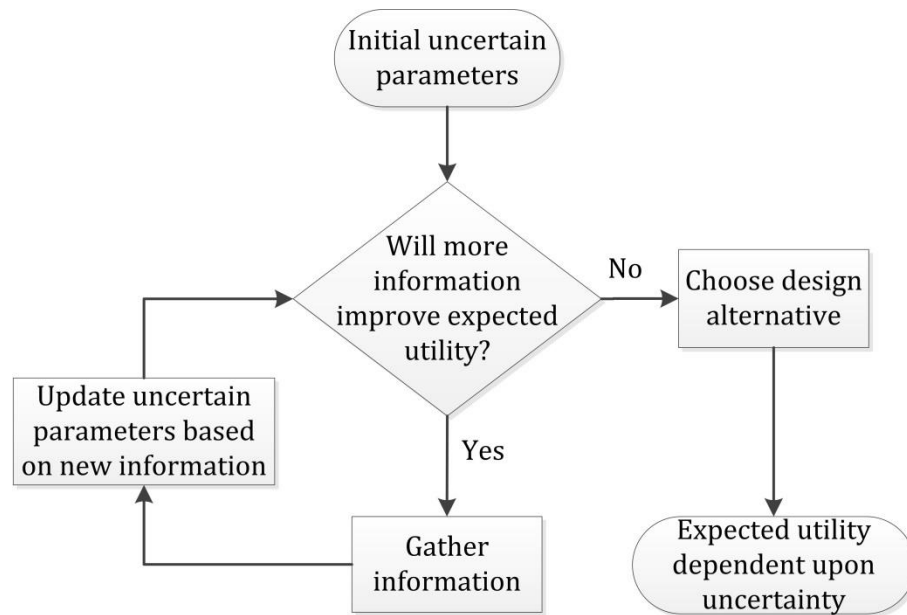 Initial uncertain
parameters
Will more
information
improve expected
utility?
No
Choose design
alternative
Update uncertain
parameters based
on new information
Yes
Gather
information
Expected utility
dependent upon
uncertainty